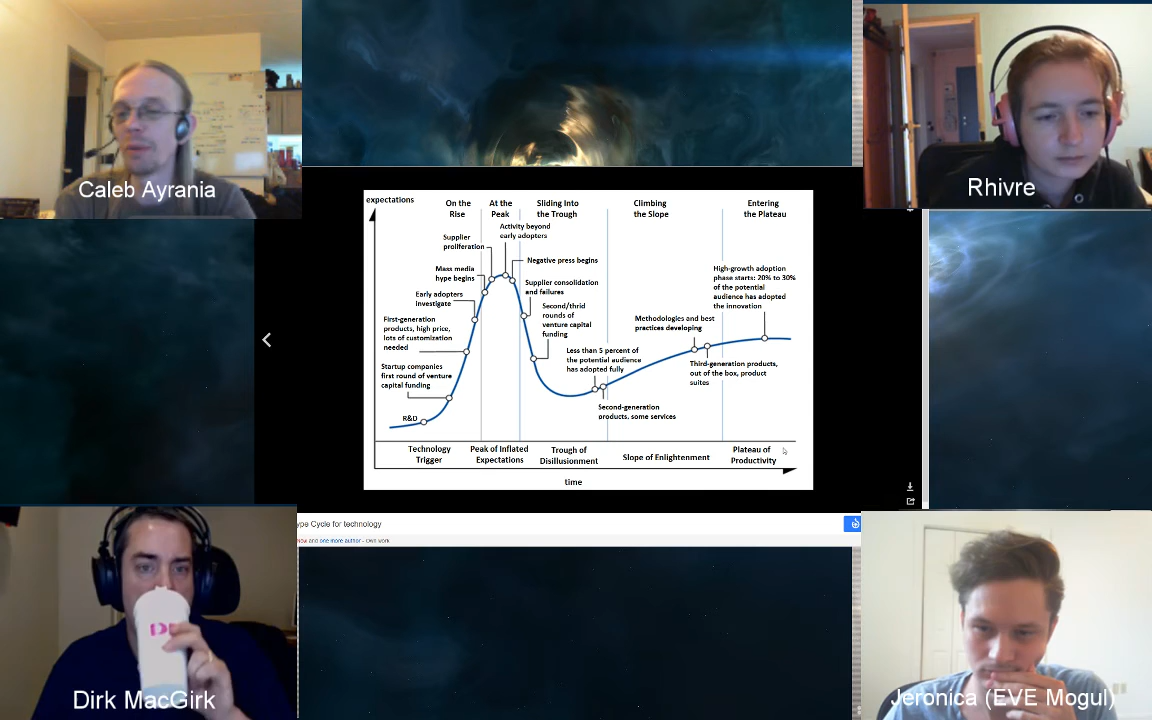 Caleb Ayrania
Rhivre
expectations
On the
Rise
At the
Peak
Sliding Into
the Trough
Climbing
the Slope
Entering
the Plateau
Activity beyond
early adopters
Supplier
proliferation
Negative press begins
Mass media
hype begins
Supplier consolidation
and failures
High-growth adoption
phase starts: 20% to 30%
of the potential
audience has adopted
the innovation
Early adopters
investigate
Second/thrid
rounds of
venture capital
funding
First-generation
products, high price,
lots of customization
needed
Methodologies and best
practices developing
Less than 5 percent of
the potential audience
has adopted fully
Third-generation products,
out of the box, product
suites
Startup companies
first round of venture
capital funding
Second-generation
products, some services
R&D
Technology
Trigger
Peak of Inflated
Expectations
Trough of
Disillusionment
Slope of Enlightenment
Plateau of
Productivity
time
ype Cycle for technology
and one more author - Own work
Dirk MacGirk
Jeronica (EVE Mogul)